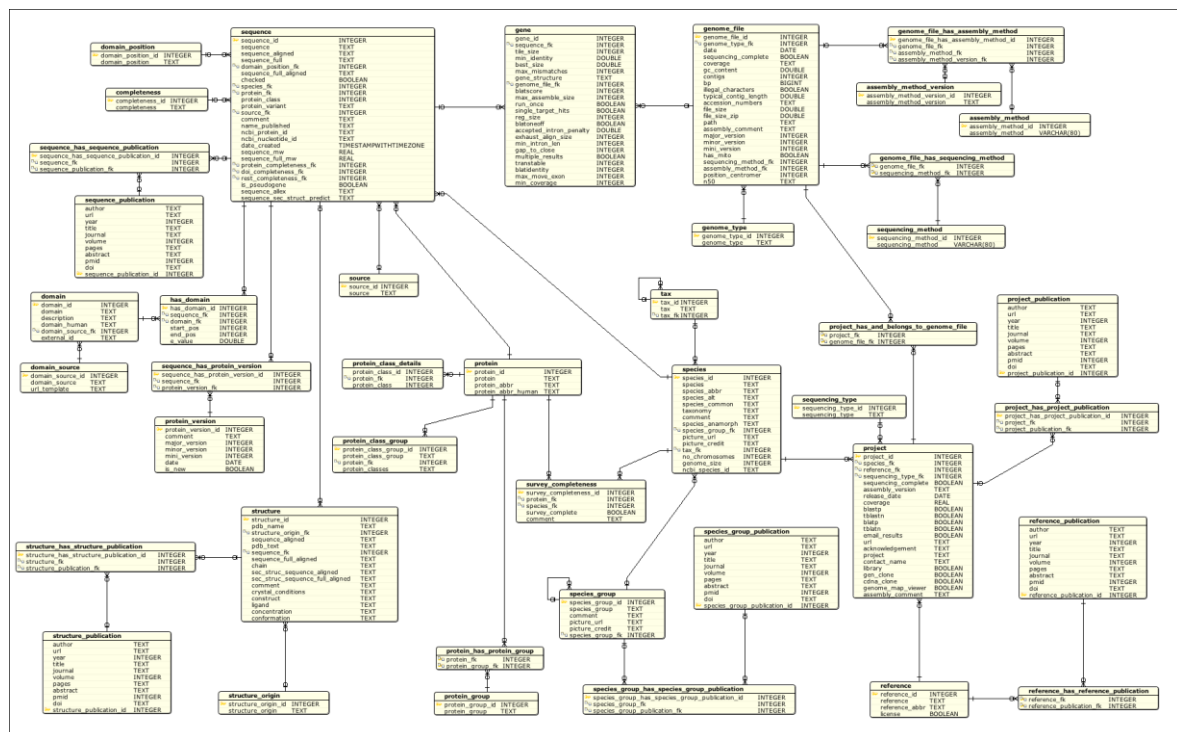 domain_position
domain_position_id INTEGER
domain_position TEXT
completeness
completeness_id INTEGER
completeness TEXT
sequence_has_sequence_publication
sequence_has_sequence_publication_id INTEGER
sequence_fk INTEGER
sequence_publication_fk INTEGER
sequence_publication
author TEXT
url TEXT
year INTEGER
title TEXT
journal TEXT
volume INTEGER
pages TEXT
abstract TEXT
pmid INTEGER
doi TEXT
sequence_publication_id INTEGER
sequence
sequence_id INTEGER
sequence TEXT
sequence_aligned TEXT
sequence_full TEXT
domain_position_fk INTEGER
sequence_full_aligned TEXT
checked BOOLEAN
species_fk INTEGER
protein_fk INTEGER
protein_class INTEGER
protein_variant TEXT
source_fk INTEGER
comment TEXT
name_published TEXT
ncbi_protein_id TEXT
ncbi_nucleotide_id TEXT
date_created TIMESTAMPWITHTIMEZONE
sequence_mw REAL
sequence_full_mw REAL
protein_completeness_fk INTEGER
doi_completeness_fk INTEGER
rest_completeness_fk INTEGER
is_pseudogene BOOLEAN
sequence_allex TEXT
sequence_sec_struct_predict TEXT
gene
gene_id INTEGER
sequence_fk INTEGER
tile_size INTEGER
min_identity DOUBLE
best_size DOUBLE
max_mismatches INTEGER
gene_structure TEXT
genome_file_fk INTEGER
blatscore INTEGER
max_assemble_size INTEGER
run_once BOOLEAN
single_target_hits BOOLEAN
reg_size INTEGER
blattoneoff BOOLEAN
accepted_intron_penalty DOUBLE
exhaust_align_size INTEGER
min_intron_len INTEGER
gap_to_close INTEGER
multiple_results BOOLEAN
transtable INTEGER
blatidentity INTEGER
max_move_exon INTEGER
min_coverage INTEGER
genome_file
genome_file_id INTEGER
genome_type_fk INTEGER
date DATE
sequencing_complete BOOLEAN
coverage TEXT
gc_content DOUBLE
contigs INTEGER
bp BIGINT
illegal_characters BOOLEAN
typical_contig_length DOUBLE
accession_numbers TEXT
file_size DOUBLE
file_size_zip DOUBLE
path TEXT
assembly_comment TEXT
major_version INTEGER
minor_version INTEGER
mini_version INTEGER
has_mito BOOLEAN
sequencing_method_fk INTEGER
assembly_method_fk INTEGER
position_centromer INTEGER
n50 TEXT
genome_file_has_assembly_method
genome_file_has_assembly_method_id INTEGER
genome_file_fk INTEGER
assembly_method_fk INTEGER
assembly_method_version_fk INTEGER
assembly_method_version
assembly_method_version_id INTEGER
assembly_method_version TEXT
assembly_method
assembly_method_id INTEGER
assembly_method VARCHAR(80)
genome_file_has_sequencing_method
genome_file_fk INTEGER
sequencing_method_fk INTEGER
sequencing_method
sequencing_method_id INTEGER
sequencing_method VARCHAR(80)
genome_type
genome_type_id INTEGER
genome_type TEXT
source
source_id INTEGER
source TEXT
tax
tax_id INTEGER
tax TEXT
tax_fk INTEGER
domain
domain_id INTEGER
domain TEXT
description TEXT
domain_human TEXT
domain_source_fk INTEGER
external_id TEXT
has_domain
has_domain_id INTEGER
sequence_fk INTEGER
domain_fk INTEGER
start_pos INTEGER
end_pos INTEGER
e_value DOUBLE
domain_source
domain_source_id INTEGER
domain_source TEXT
url_template TEXT
sequence_has_protein_version
sequence_has_protein_version_id INTEGER
sequence_fk INTEGER
protein_version_fk INTEGER
protein_version
protein_version_id INTEGER
comment TEXT
major_version INTEGER
minor_version INTEGER
mini_version INTEGER
date DATE
is_new BOOLEAN
protein_class_details
protein_class_id INTEGER
protein_fk INTEGER
protein_class INTEGER
protein
protein_id INTEGER
protein TEXT
protein_abbr TEXT
protein_abbr_human TEXT
protein_class_group
protein_class_group_id INTEGER
protein_class_group TEXT
protein_fk INTEGER
protein_classes TEXT
survey_completeness
survey_completeness_id INTEGER
protein_fk INTEGER
species_fk INTEGER
survey_complete BOOLEAN
comment TEXT
species
species_id INTEGER
species TEXT
species_abbr TEXT
species_alt TEXT
species_common TEXT
taxonomy TEXT
comment TEXT
species_anamorph TEXT
species_group_fk INTEGER
picture_url TEXT
picture_credit TEXT
tax_fk INTEGER
no_chromosomes INTEGER
genome_size INTEGER
ncbi_species_id TEXT
project_has_and_belongs_to_genome_file
project_fk INTEGER
genome_file_fk INTEGER
sequencing_type
sequencing_type_id INTEGER
sequencing_type TEXT
project_publication
author TEXT
url TEXT
year INTEGER
title TEXT
journal TEXT
volume INTEGER
pages TEXT
abstract TEXT
pmid INTEGER
doi TEXT
project_publication_id INTEGER
project_has_project_publication
project_has_project_publication_id INTEGER
project_fk INTEGER
project_publication_fk INTEGER
project
project_id INTEGER
species_fk INTEGER
reference_fk INTEGER
sequencing_type_fk INTEGER
sequencing_complete BOOLEAN
assembly_version TEXT
release_date DATE
coverage REAL
blastp BOOLEAN
tblastn BOOLEAN
blatp BOOLEAN
tblatn BOOLEAN
email_results BOOLEAN
url TEXT
acknowledgement TEXT
project TEXT
contact_name TEXT
library BOOLEAN
gen_clone BOOLEAN
cdna_clone BOOLEAN
genome_map_viewer BOOLEAN
assembly_comment TEXT
structure
structure_id INTEGER
pdb_name TEXT
structure_origin_fk INTEGER
sequence_aligned TEXT
pdb_text TEXT
sequence_fk INTEGER
sequence_full_aligned TEXT
chain TEXT
sec_struc_sequence_aligned TEXT
sec_struc_sequence_full_aligned TEXT
comment TEXT
crystal_conditions TEXT
construct TEXT
ligand TEXT
concentration TEXT
conformation TEXT
structure_has_structure_publication
structure_has_structure_publication_id INTEGER
structure_fk INTEGER
structure_publication_fk INTEGER
structure_publication
author TEXT
url TEXT
year INTEGER
title TEXT
journal TEXT
volume INTEGER
pages TEXT
abstract TEXT
pmid INTEGER
doi TEXT
structure_publication_id INTEGER
structure_origin
structure_origin_id INTEGER
structure_origin TEXT
protein_has_protein_group
protein_fk INTEGER
protein_group_fk INTEGER
protein_group
protein_group_id INTEGER
protein_group TEXT
species_group
species_group_id INTEGER
species_group TEXT
comment TEXT
picture_url TEXT
picture_credit TEXT
species_group_fk INTEGER
species_group_publication
author TEXT
url TEXT
year INTEGER
title TEXT
journal TEXT
volume INTEGER
pages TEXT
abstract TEXT
pmid INTEGER
doi TEXT
species_group_publication_id INTEGER
species_group_has_species_group_publication
species_group_has_species_group_publication_id INTEGER
species_group_fk INTEGER
species_group_publication_fk INTEGER
reference_publication
author TEXT
url TEXT
year INTEGER
title TEXT
journal TEXT
volume INTEGER
pages TEXT
abstract TEXT
pmid INTEGER
doi TEXT
reference_publication_id INTEGER
reference
reference_id INTEGER
reference TEXT
reference_abbr TEXT
license BOOLEAN
reference_has_reference_publication
reference_fk INTEGER
reference_publication_fk INTEGER